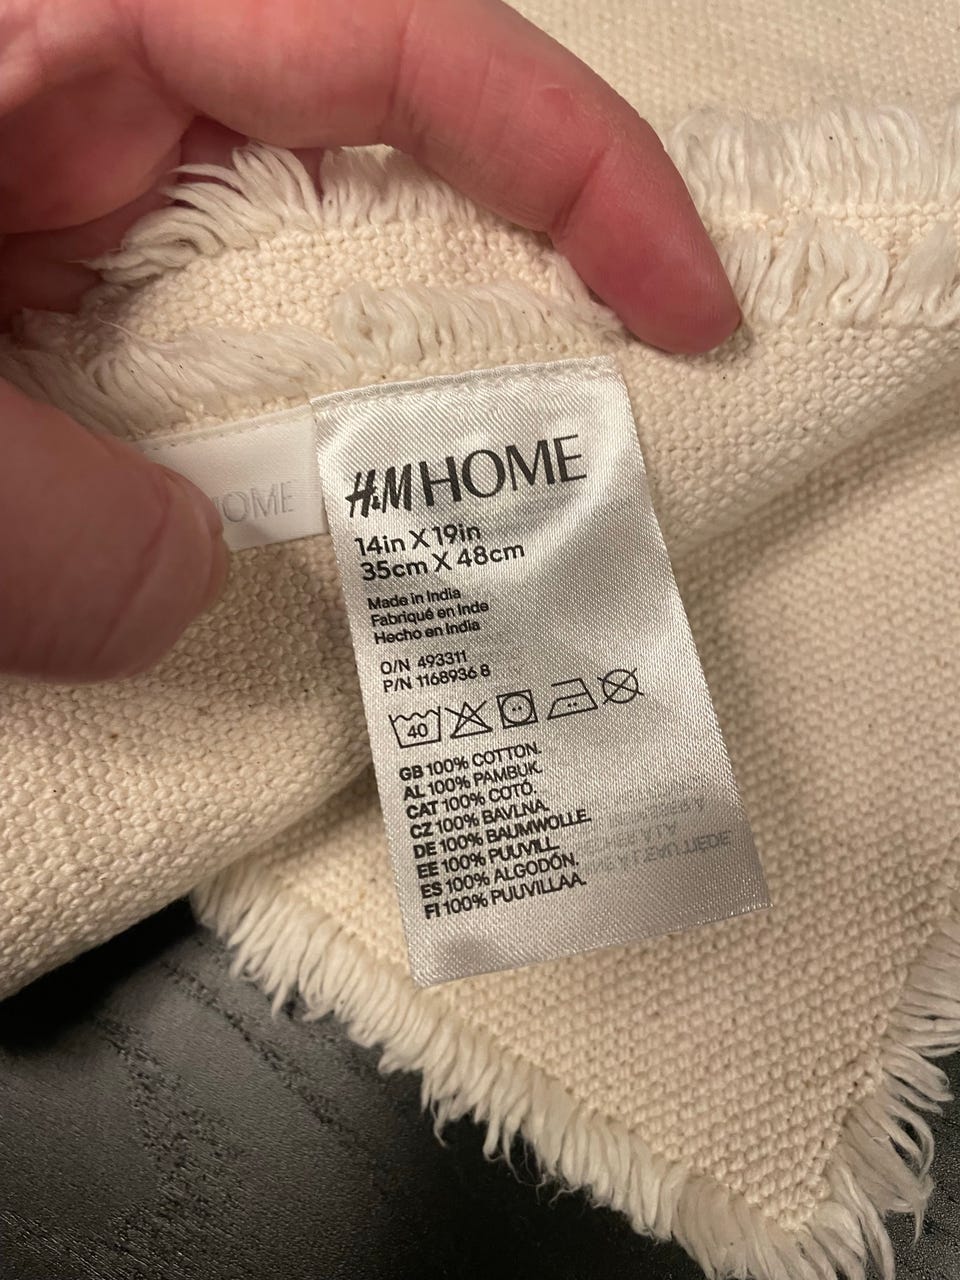 H&M HOME
14in X 19in
35cm X 48cm
Made in India
Fabriqué en Inde
Hecho en India
O/N 493311
P/N 1168936 8
40
GB 100% COTTON.
AL 100% PAMBUK.
CAT 100% COTÓ.
CZ 100% BAVLNA.
DE 100% BAUMWOLLE.
EE 100% PUUVILL.
ES 100% ALGODÓN.
FI 100% PUUVILLAA.
HOME